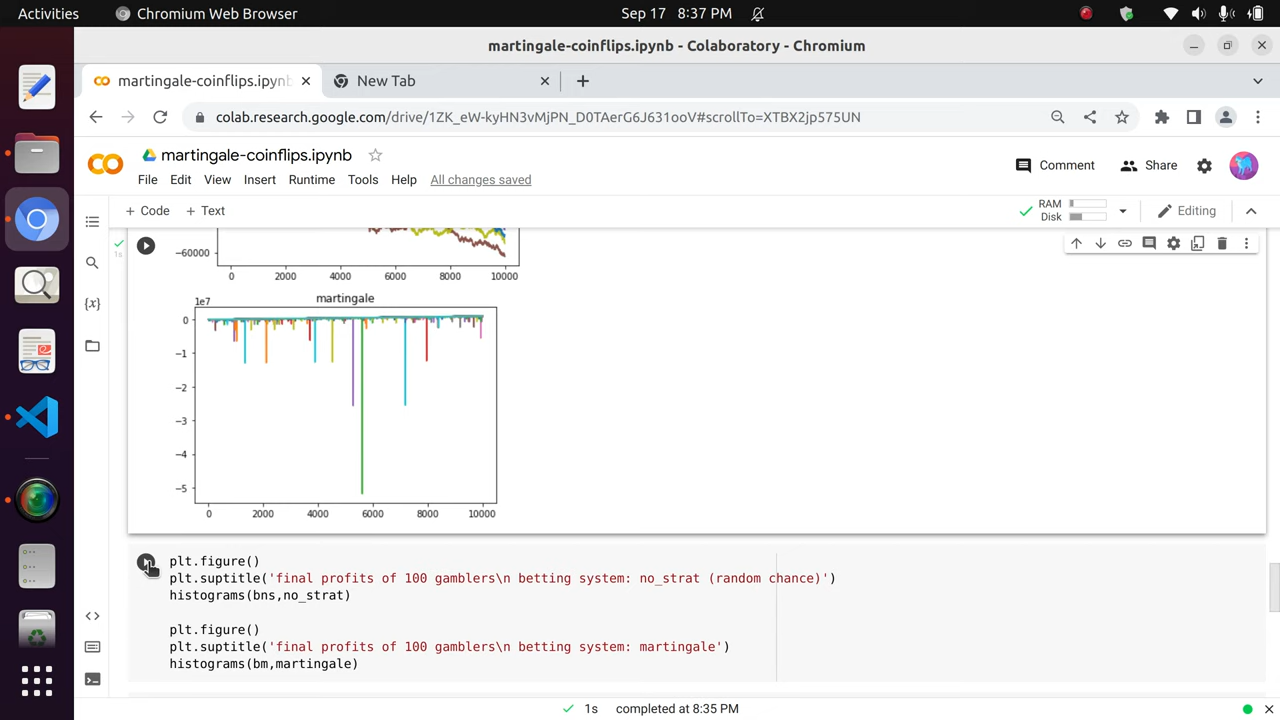 Activities
Chromium Web Browser
Sep 17 8:37 PM
martingale-coinflips.ipynb - Colaboratory - Chromium
martingale-coinflips.ipynb
New Tab
colab.research.google.com/drive/1ZK_eW-kyHN3vMjPN_D0TAerG6J631ooV#scrollTo=XTBX2jp575UN
martingale-coinflips.ipynb
Comment
Share
File Edit View Insert Runtime Tools Help All changes saved
+ Code + Text
RAM
Disk
Editing
1s
{x}
−60000
0 2000 4000 6000 8000 10000
martingale
1e7
0
−1
−2
−3
−4
−5
0 2000 4000 6000 8000 10000
plt.figure()
plt.suptitle('final profits of 100 gamblers\n betting system: no_strat (random chance)')
histograms(bns,no_strat)
plt.figure()
plt.suptitle('final profits of 100 gamblers\n betting system: martingale')
histograms(bm,martingale)
1s completed at 8:35 PM